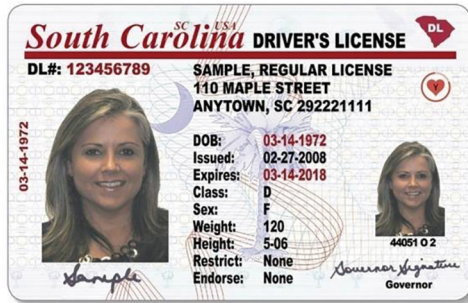 SC USA
South Carolina DRIVER'S LICENSE
DL
DL#: 123456789
SAMPLE, REGULAR LICENSE
110 MAPLE STREET
ANYTOWN, SC 292221111
Y
03-14-1972
DOB: 03-14-1972
Issued: 02-27-2008
Expires: 03-14-2018
Class: D
Sex: F
Weight: 120
Height: 5-06
Restrict: None
Endorse: None
44051 O 2
Sample
Governor Signature
Governor